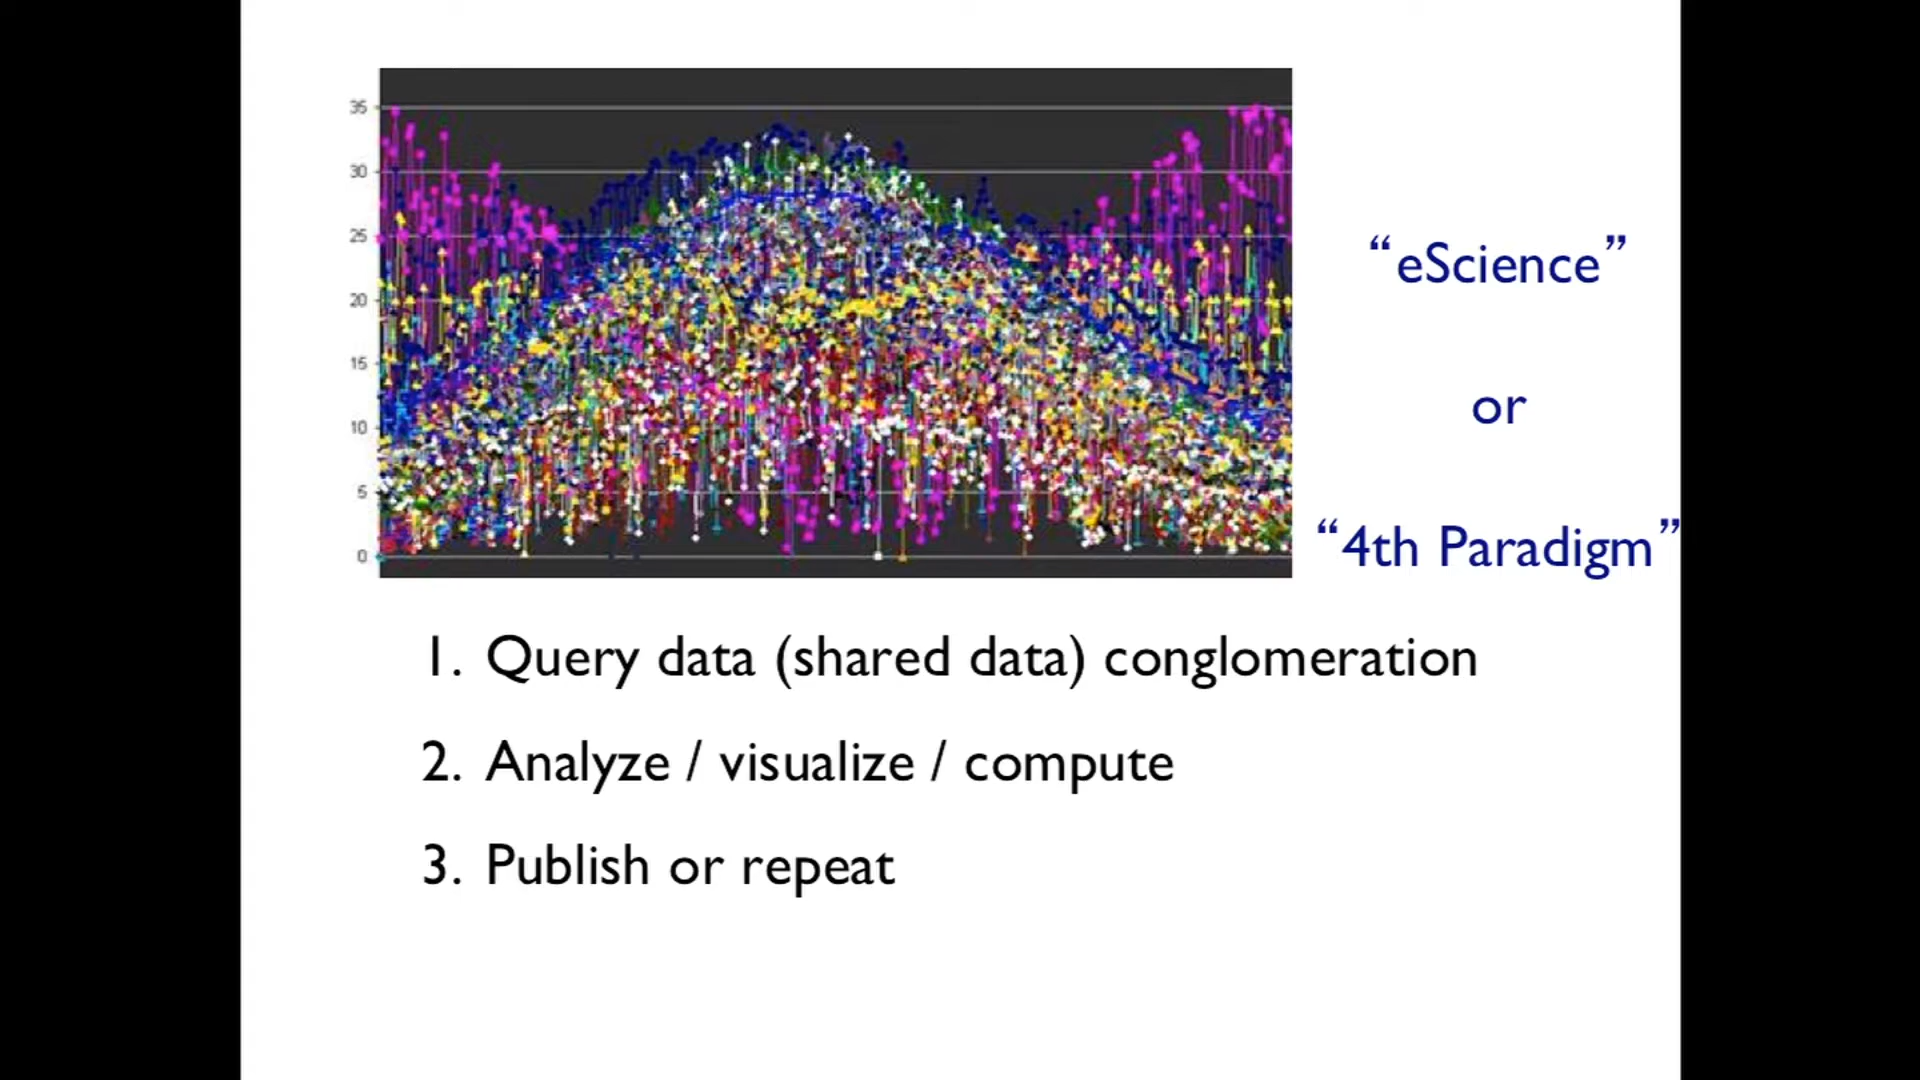 35
30
25
20
15
10
5
0
“eScience”
or
“4th Paradigm”
1. Query data (shared data) conglomeration
2. Analyze / visualize / compute
3. Publish or repeat